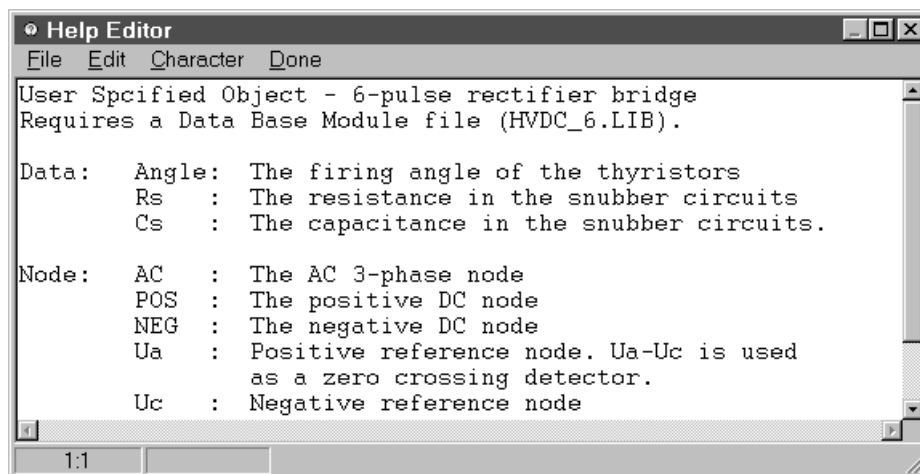 Help Editor
File Edit Character Done
User Spcified Object - 6-pulse rectifier bridge
Requires a Data Base Module file (HVDC_6.LIB).
Data: Angle: The firing angle of the thyristors
Rs : The resistance in the snubber circuits
Cs : The capacitance in the snubber circuits.
Node: AC : The AC 3-phase node
POS : The positive DC node
NEG : The negative DC node
Ua : Positive reference node. Ua-Uc is used
as a zero crossing detector.
Uc : Negative reference node
1:1